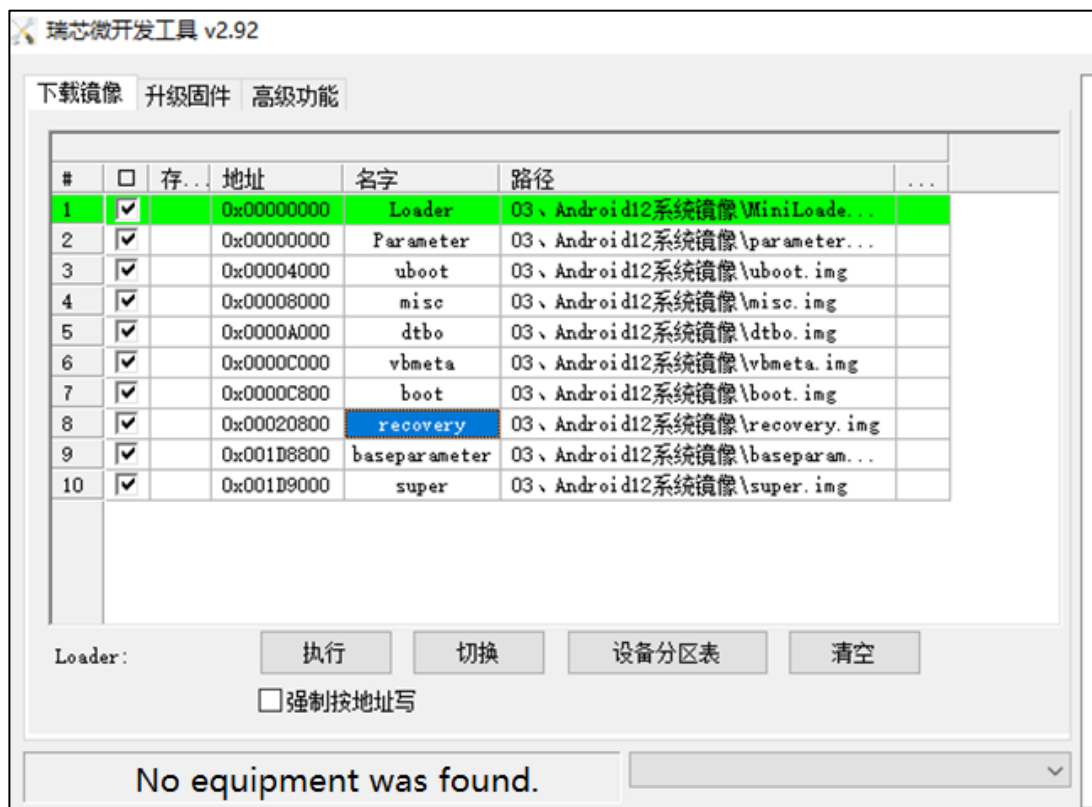 瑞芯微开发工具 v2.92
下载镜像 升级固件 高级功能
# 存... 地址 名字 路径 ...
1 0x00000000 Loader 03、Android12系统镜像\MiniLoade...
2 0x00000000 Parameter 03、Android12系统镜像\parameter...
3 0x00004000 uboot 03、Android12系统镜像\uboot.img
4 0x00008000 misc 03、Android12系统镜像\misc.img
5 0x0000A000 dtbo 03、Android12系统镜像\dtbo.img
6 0x0000C000 vbmeta 03、Android12系统镜像\vbmeta.img
7 0x0000C800 boot 03、Android12系统镜像\boot.img
8 0x00020800 recovery 03、Android12系统镜像\recovery.img
9 0x001D8800 baseparameter 03、Android12系统镜像\baseparam...
10 0x001D9000 super 03、Android12系统镜像\super.img
Loader: 执行 切换 设备分区表 清空
强制按地址写
No equipment was found.